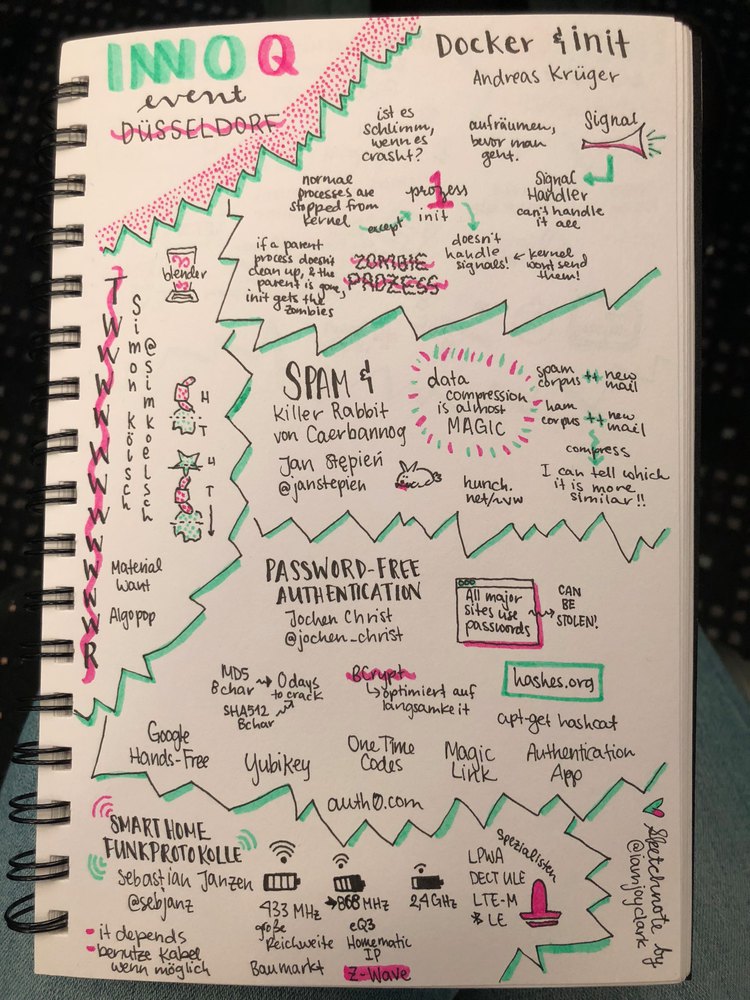 INNOQ
event
DÜSSELDORF
Docker & init
Andreas Krüger
ist es
schlimm,
wenn es
crasht?
aufräumen,
bevor man
geht.
Signal
Signal
Handler
can't handle
it all
normal
processes are
stopped from
kernel
except
prozess
1
init
doesn't
handle
signals!
← kernel
wont send
them!
if a parent
process doesn't
clean up, & the
parent is gone,
init gets the
zombies
ZOMBIE
PROZESS
TWWWWWWWWWWWWR
Simon Kölsch
@simkoelsch
blender
H
T
H
T
Material
want
Algopop
SPAM &
Killer Rabbit
von Caerbannog
Jan Stępień
@janstepien
data
compression
is almost
MAGIC
spam
corpus ++ new
mail
ham
corpus ++ new
mail
compress
I can tell which
it is more
similar!!
hunch.
net/~vw
PASSWORD-FREE
AUTHENTICATION
Jochen Christ
@jochen_christ
All major
sites use
passwords
CAN
BE
STOLEN!
MD5
8char → 0 days
to crack
SHA512
8char
BCrypt
↳ optimiert auf
langsamkeit
hashes.org
apt-get hashcat
Google
Hands-Free
Yubikey
One Time
Codes
Magic
Link
Authentication
App
auth0.com
SMART HOME
FUNKPROTOKOLLE
Sebastian Janzen
@sebjanz
- it depends
- benutze Kabel
wenn möglich
433 MHz
große
Reichweite
Baumarkt
→868 MHz
eQ3
Homematic
IP
Z-Wave
2,4 GHz
Spezialisten
LPWA
DECT ULE
LTE-M
LE
Sketchnote by
@iamjoyclark